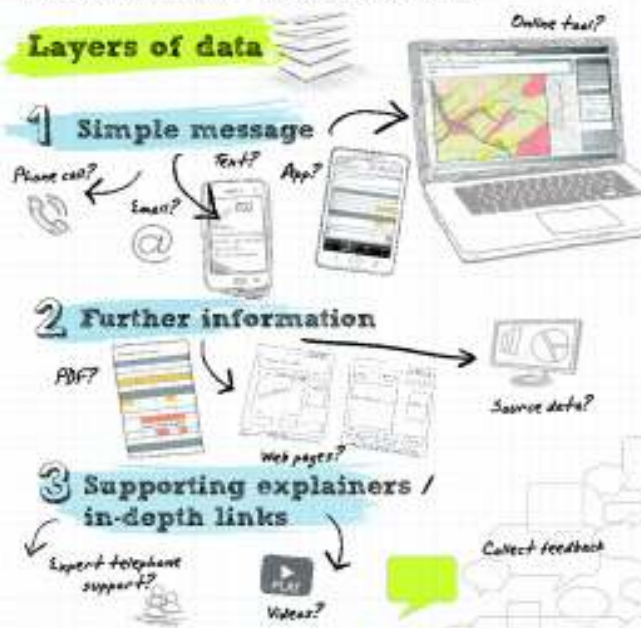 Online tool?
Layers of data
1 Simple message
Phone call?
Email?
Text?
App?
2 Further information
PDF?
Web pages?
Source data?
3 Supporting explainers /
in-depth links
Expert telephone
support?
PLAY
Videos?
Collect feedback